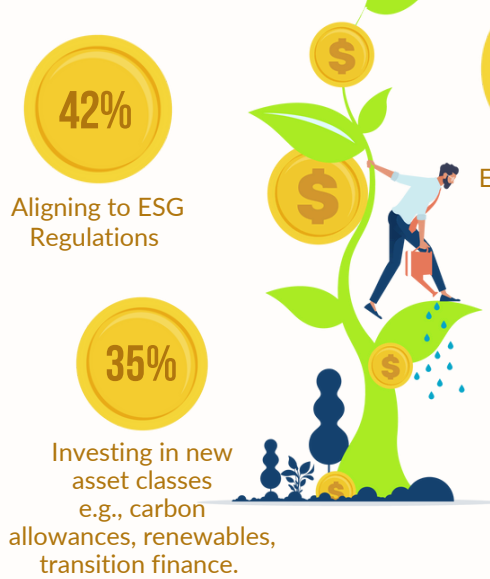 42%
Aligning to ESG
Regulations
35%
Investing in new
asset classes
e.g., carbon
allowances, renewables,
transition finance.
$
$
$
$
E